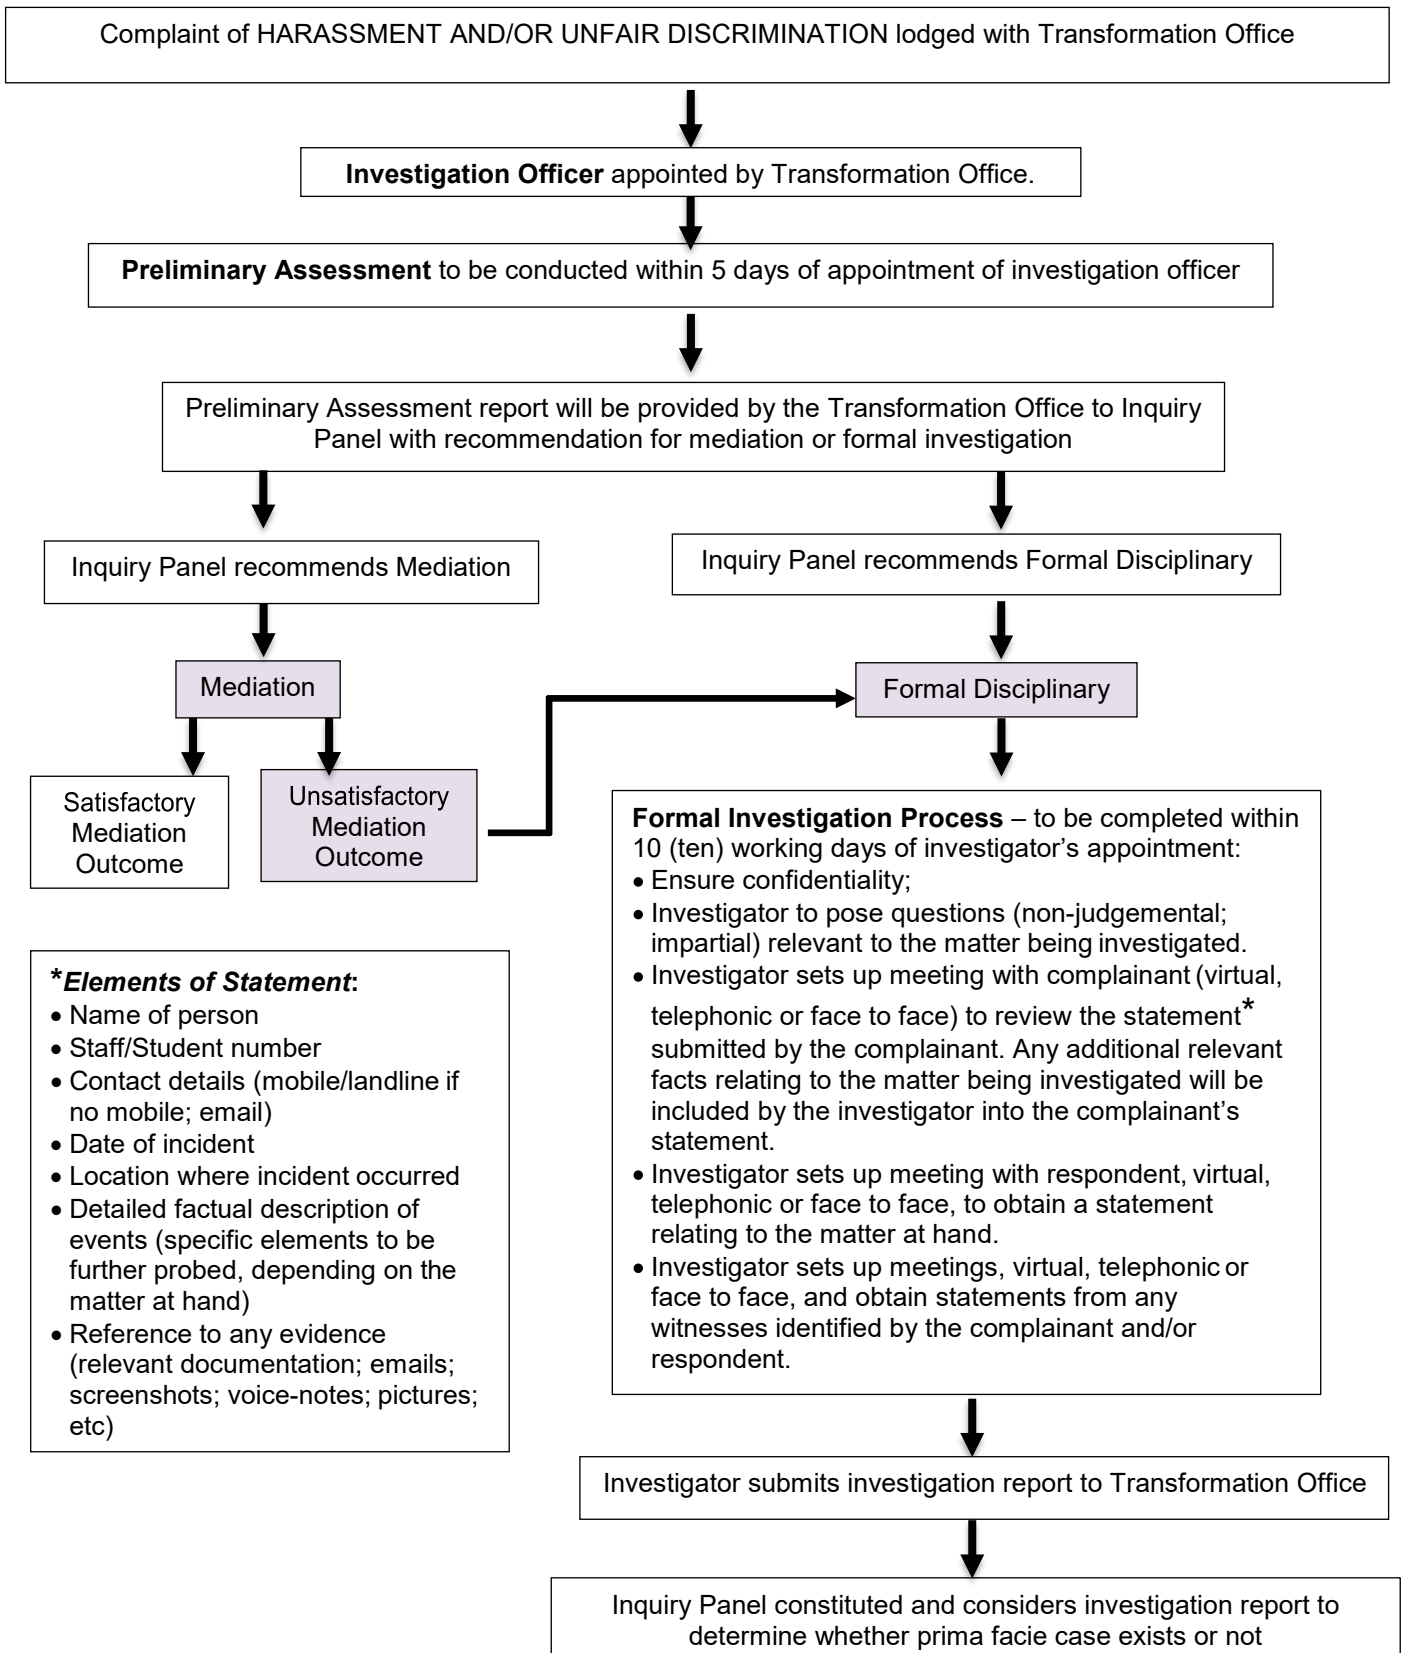 Complaint of HARASSMENT AND/OR UNFAIR DISCRIMINATION lodged with Transformation Office
Investigation Officer appointed by Transformation Office.
Preliminary Assessment to be conducted within 5 days of appointment of investigation officer
Preliminary Assessment report will be provided by the Transformation Office to Inquiry
Panel with recommendation for mediation or formal investigation
Inquiry Panel recommends Mediation
Inquiry Panel recommends Formal Disciplinary
Mediation
Formal Disciplinary
Satisfactory
Mediation
Outcome
Unsatisfactory
Mediation
Outcome
Formal Investigation Process – to be completed within
10 (ten) working days of investigator’s appointment:
• Ensure confidentiality;
• Investigator to pose questions (non-judgemental;
impartial) relevant to the matter being investigated.
• Investigator sets up meeting with complainant (virtual,
telephonic or face to face) to review the statement*
submitted by the complainant. Any additional relevant
facts relating to the matter being investigated will be
included by the investigator into the complainant’s
statement.
• Investigator sets up meeting with respondent, virtual,
telephonic or face to face, to obtain a statement
relating to the matter at hand.
• Investigator sets up meetings, virtual, telephonic or
face to face, and obtain statements from any
witnesses identified by the complainant and/or
respondent.
*Elements of Statement:
• Name of person
• Staff/Student number
• Contact details (mobile/landline if
no mobile; email)
• Date of incident
• Location where incident occurred
• Detailed factual description of
events (specific elements to be
further probed, depending on the
matter at hand)
• Reference to any evidence
(relevant documentation; emails;
screenshots; voice-notes; pictures;
etc)
Investigator submits investigation report to Transformation Office
Inquiry Panel constituted and considers investigation report to
determine whether prima facie case exists or not